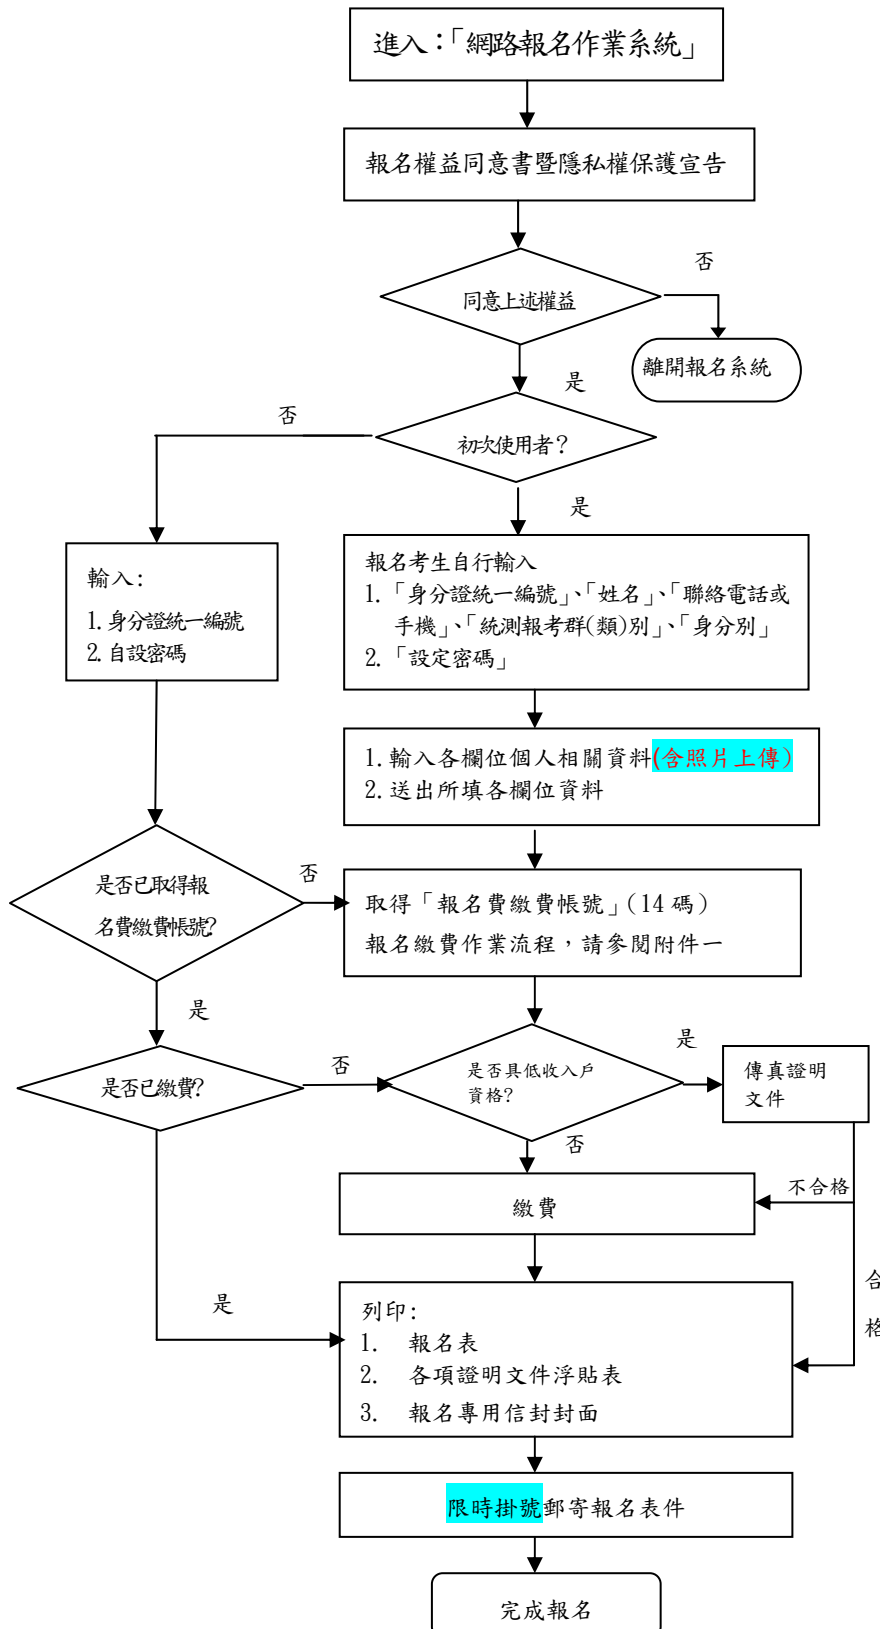 進入：「網路報名作業系統」
報名權益同意書暨隱私權保護宣告
同意上述權益
否
離開報名系統
是
初次使用者？
否
是
輸入:
1.身分證統一編號
2.自設密碼
報名考生自行輸入
1.「身分證統一編號」、「姓名」、「聯絡電話或
手機」、「統測報考群(類)別」、「身分別」
2.「設定密碼」
1.輸入各欄位個人相關資料(含照片上傳)
2.送出所填各欄位資料
是否已取得報
名費繳費帳號?
否
取得「報名費繳費帳號」(14 碼)
報名繳費作業流程，請參閱附件一
是
是否已繳費?
否
是否具低收入戶
資格?
是
傳真證明
文件
否
不合格
繳費
合
格
是
列印:
1. 報名表
2. 各項證明文件浮貼表
3. 報名專用信封封面
限時掛號郵寄報名表件
完成報名